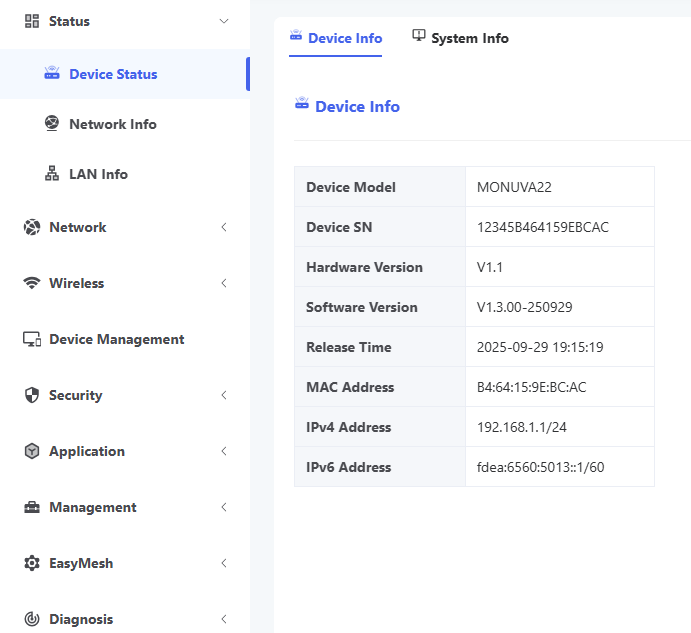 Status
Device Status
Network Info
LAN Info
Network
Wireless
Device Management
Security
Application
Management
EasyMesh
Diagnosis
Device Info
System Info
Device Info
Device Model MONUVA22
Device SN 12345B464159EBCAC
Hardware Version V1.1
Software Version V1.3.00-250929
Release Time 2025-09-29 19:15:19
MAC Address B4:64:15:9E:BC:AC
IPv4 Address 192.168.1.1/24
IPv6 Address fdea:6560:5013::1/60